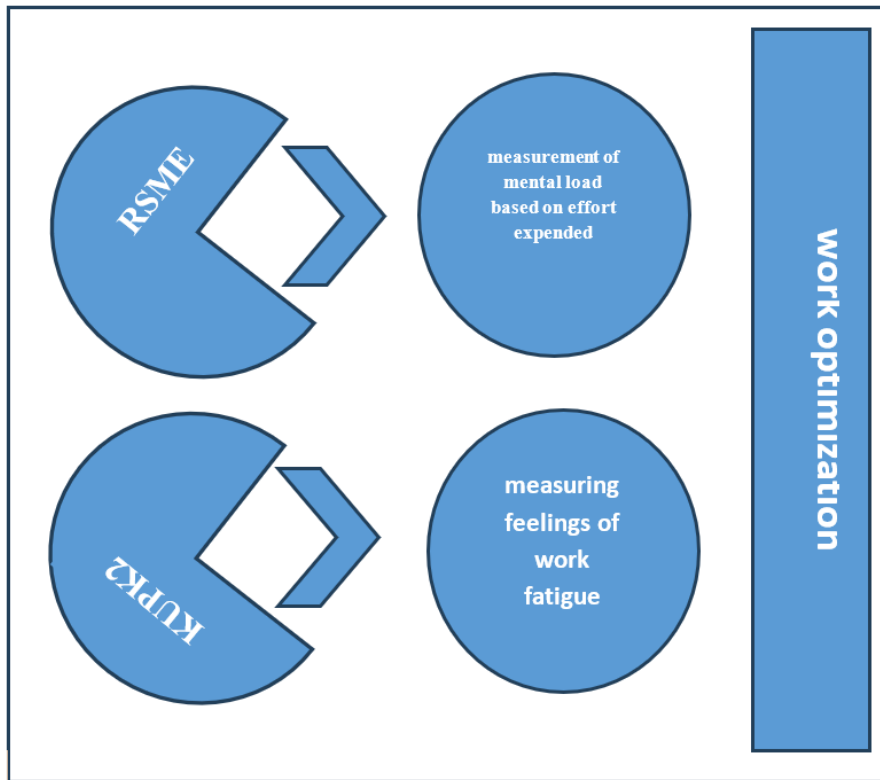 RSME
measurement of
mental load
based on effort
expended
KUPK2
measuring
feelings of
work
fatigue
work optimization